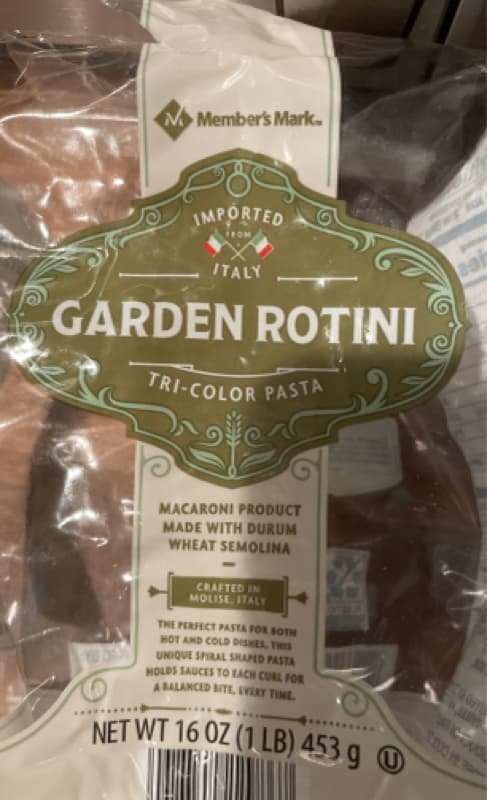 Member's Mark™
IMPORTED
FROM
ITALY
GARDEN ROTINI
TRI-COLOR PASTA
MACARONI PRODUCT
MADE WITH DURUM
WHEAT SEMOLINA
CRAFTED IN
MOLISE, ITALY
THE PERFECT PASTA FOR BOTH
HOT AND COLD DISHES, THIS
UNIQUE SPIRAL SHAPED PASTA
HOLDS SAUCES TO EACH CURL FOR
A BALANCED BITE, EVERY TIME.
NET WT 16 OZ (1 LB) 453 g U